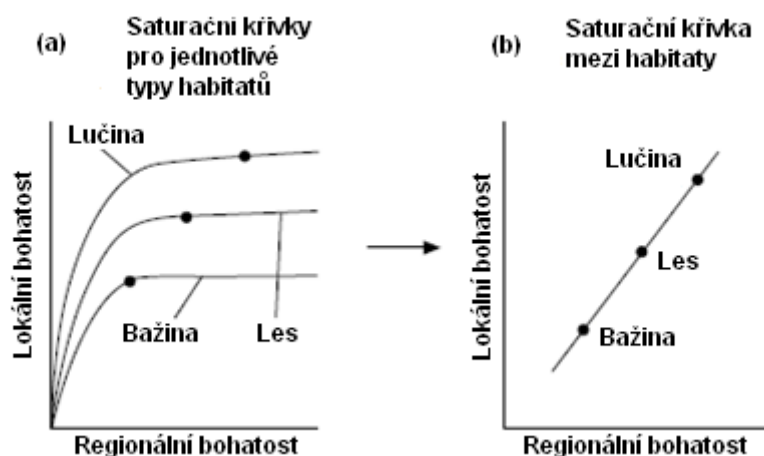 (a)
Saturační křivky
pro jednotlivé
typy habitatů
Lučina
Bažina
Les
Lokální bohatost
Regionální bohatost
(b)
Saturační křivka
mezi habitaty
Lučina
Les
Bažina
Lokální bohatost
Regionální bohatost